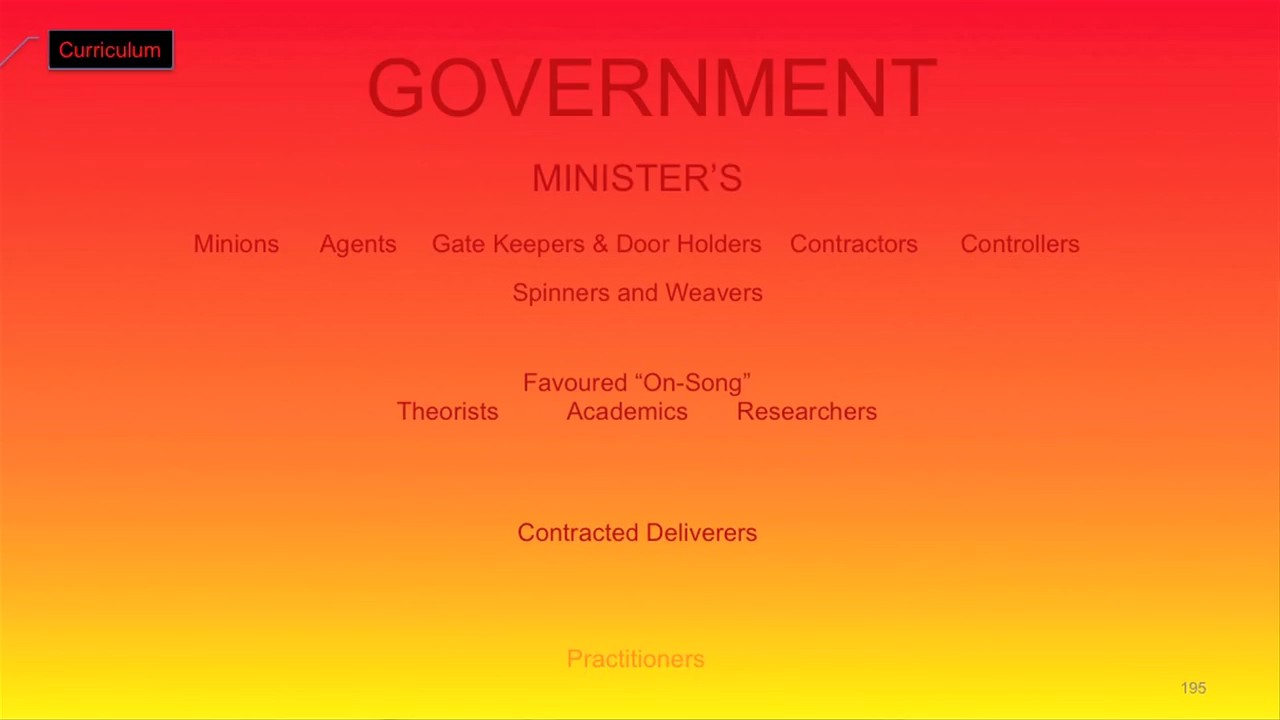 Curriculum
GOVERNMENT
MINISTER’S
Minions Agents Gate Keepers & Door Holders Contractors Controllers
Spinners and Weavers
Favoured “On-Song”
Theorists Academics Researchers
Contracted Deliverers
Practitioners
195